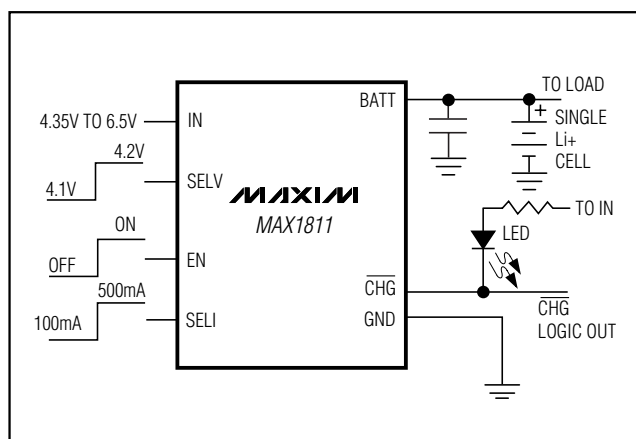 BATT
TO LOAD
4.35V TO 6.5V
IN
+
SINGLE
Li+
CELL
4.2V
4.1V
SELV
MAXIM
MAX1811
TO IN
ON
OFF
EN
LED
500mA
100mA
SELI
CHG
GND
CHG
LOGIC OUT